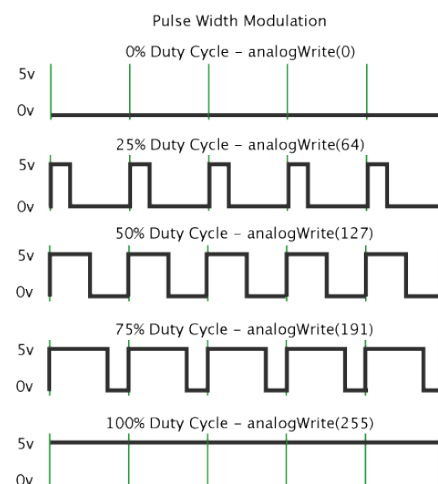 Pulse Width Modulation
0% Duty Cycle – analogWrite(0)
5v
0v
25% Duty Cycle – analogWrite(64)
5v
0v
50% Duty Cycle – analogWrite(127)
5v
0v
75% Duty Cycle – analogWrite(191)
5v
0v
100% Duty Cycle – analogWrite(255)
5v
0v